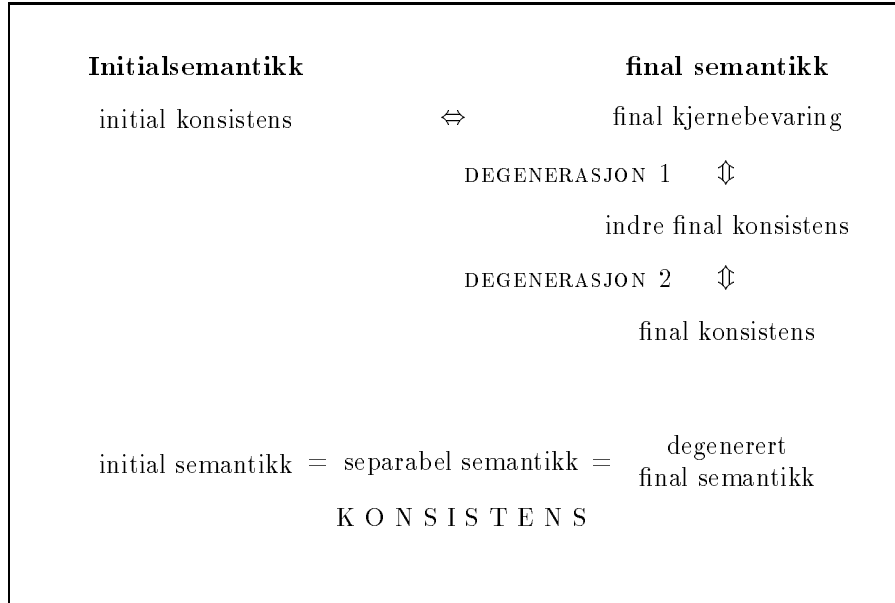 Initialsemantikk final semantikk
initial konsistens ⇔ final kjernebevaring
DEGENERASJON 1 ⇕
indre final konsistens
DEGENERASJON 2 ⇕
final konsistens
initial semantikk = separabel semantikk = degenerert final semantikk
K O N S I S T E N S